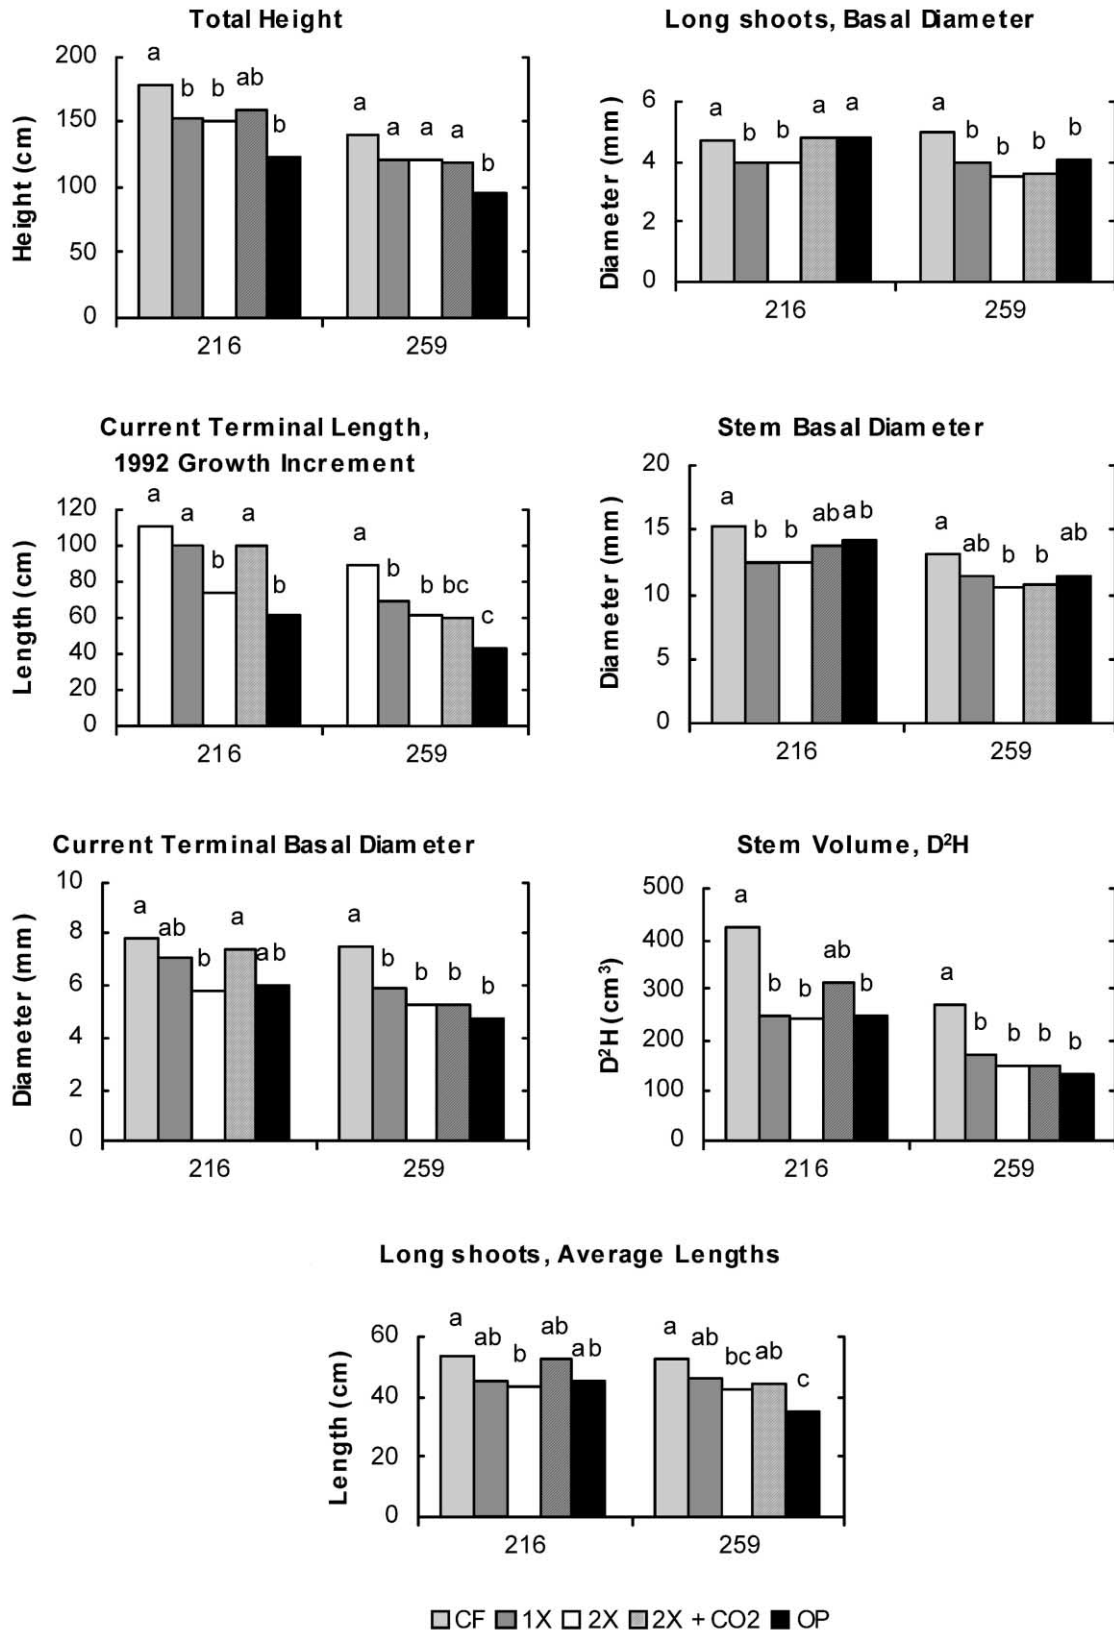 Total Height
a
b
b
ab
b
a
a
a
a
b
200
150
100
50
0
Height (cm)
216
259
Long shoots, Basal Diameter
a
b
b
a
a
a
b
b
b
b
6
4
2
0
Diameter (mm)
216
259
Current Terminal Length,
1992 Growth Increment
a
a
b
a
b
a
b
b
bc
c
120
100
80
60
40
20
0
Length (cm)
216
259
Stem Basal Diameter
a
b
b
ab
ab
a
ab
b
b
ab
20
15
10
5
0
Diameter (mm)
216
259
Current Terminal Basal Diameter
a
ab
b
a
ab
a
b
b
b
b
10
8
6
4
2
0
Diameter (mm)
216
259
Stem Volume, D²H
a
b
b
ab
b
a
b
b
b
b
500
400
300
200
100
0
D²H (cm³)
216
259
Long shoots, Average Lengths
a
ab
b
ab
ab
a
ab
bc
ab
c
60
40
20
0
Length (cm)
216
259
CF 1X 2X 2X + CO2 OP